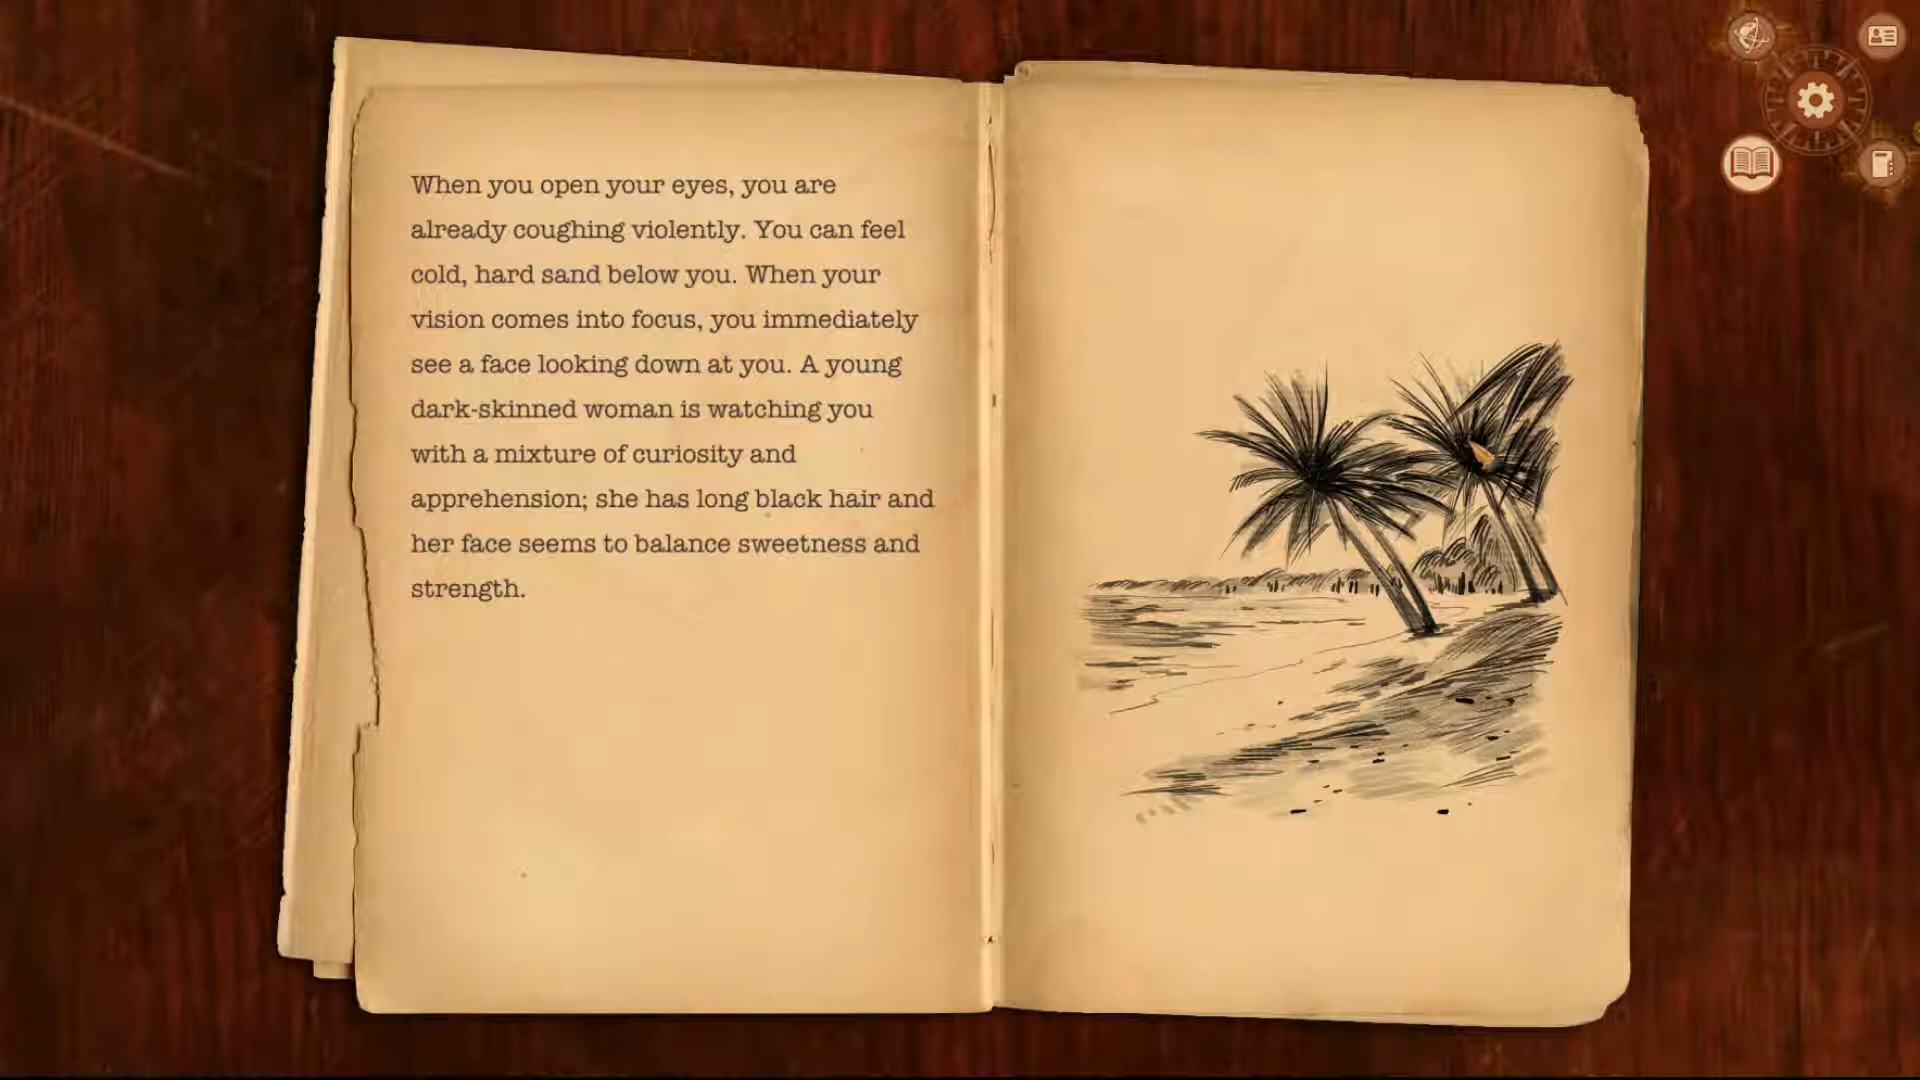 When you open your eyes, you are
already coughing violently. You can feel
cold, hard sand below you. When your
vision comes into focus, you immediately
see a face looking down at you. A young
dark-skinned woman is watching you
with a mixture of curiosity and
apprehension; she has long black hair and
her face seems to balance sweetness and
strength.